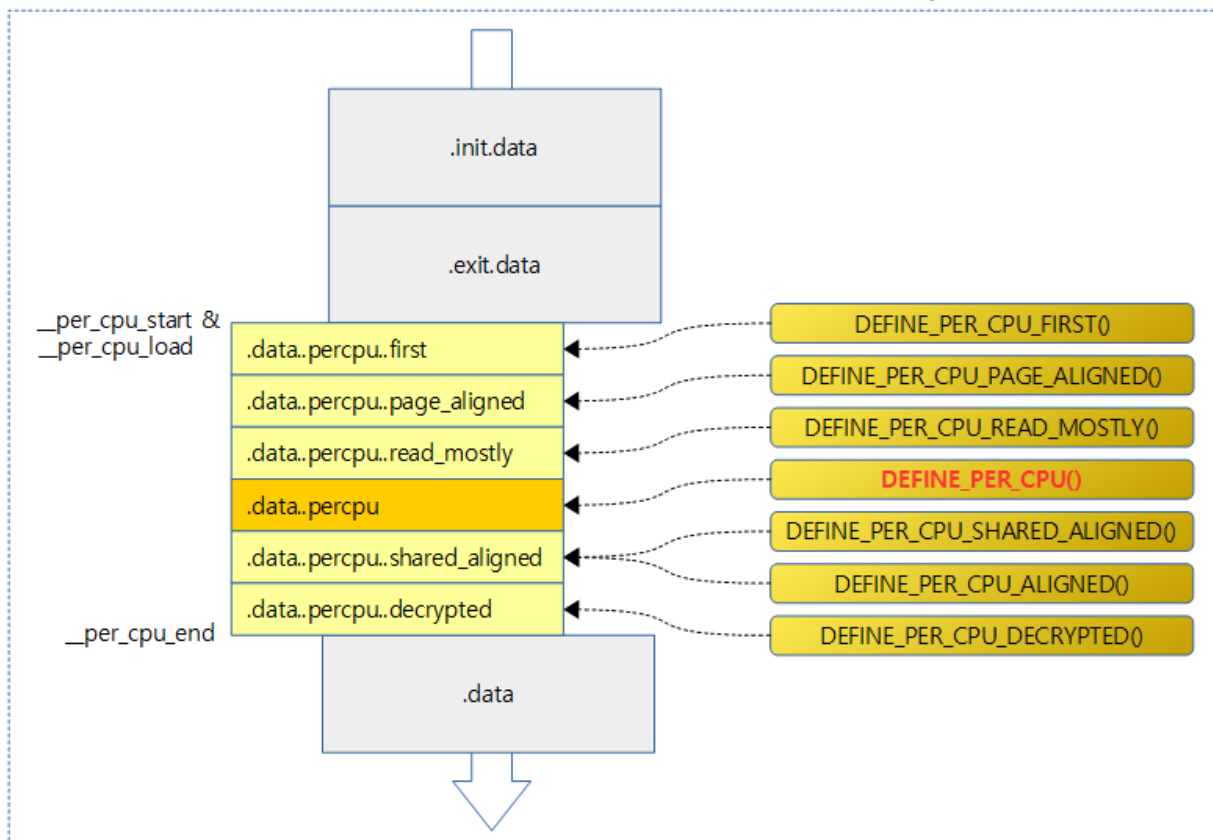 .init.data
.exit.data
__per_cpu_start &
__per_cpu_load
.data..percpu..first
.data..percpu..page_aligned
.data..percpu..read_mostly
.data..percpu
.data..percpu..shared_aligned
.data..percpu..decrypted
__per_cpu_end
.data
DEFINE_PER_CPU_FIRST()
DEFINE_PER_CPU_PAGE_ALIGNED()
DEFINE_PER_CPU_READ_MOSTLY()
DEFINE_PER_CPU()
DEFINE_PER_CPU_SHARED_ALIGNED()
DEFINE_PER_CPU_ALIGNED()
DEFINE_PER_CPU_DECRYPTED()